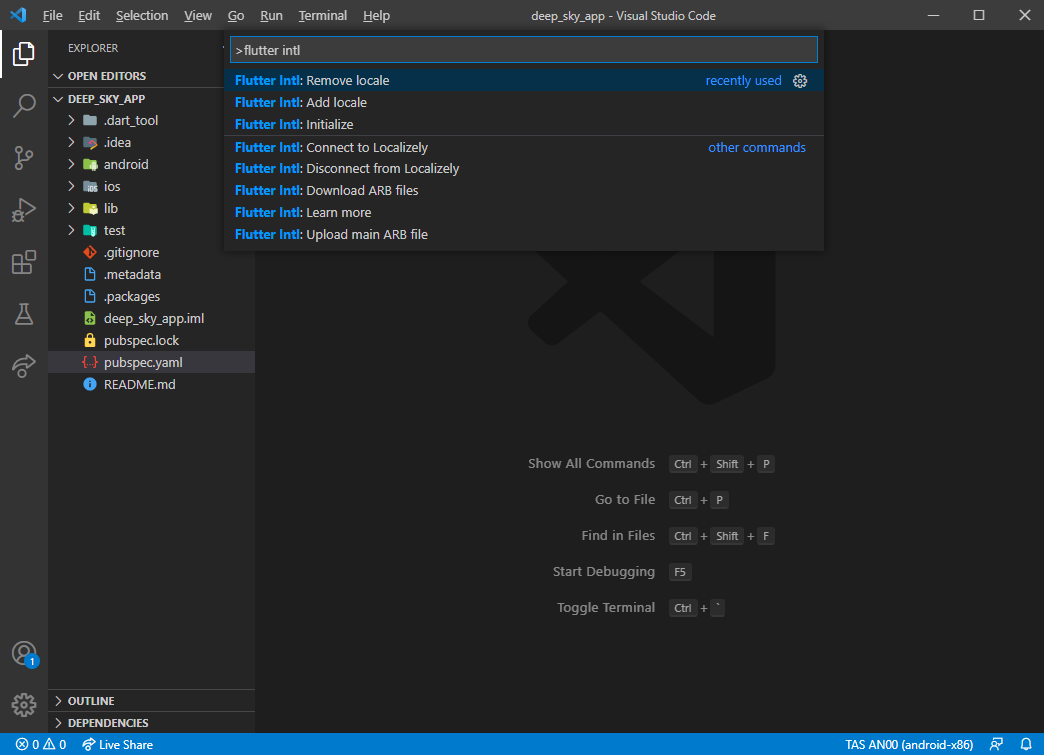 File Edit Selection View Go Run Terminal Help deep_sky_app - Visual Studio Code
EXPLORER
>flutter intl
Flutter Intl: Remove locale recently used
Flutter Intl: Add locale
Flutter Intl: Initialize
Flutter Intl: Connect to Localizely other commands
Flutter Intl: Disconnect from Localizely
Flutter Intl: Download ARB files
Flutter Intl: Learn more
Flutter Intl: Upload main ARB file
OPEN EDITORS
DEEP_SKY_APP
.dart_tool
.idea
android
ios
lib
test
.gitignore
.metadata
.packages
deep_sky_app.iml
pubspec.lock
pubspec.yaml
README.md
Show All Commands Ctrl + Shift + P
Go to File Ctrl + P
Find in Files Ctrl + Shift + F
Start Debugging F5
Toggle Terminal Ctrl + `
1
OUTLINE
DEPENDENCIES
0 0 Live Share TAS AN00 (android-x86)